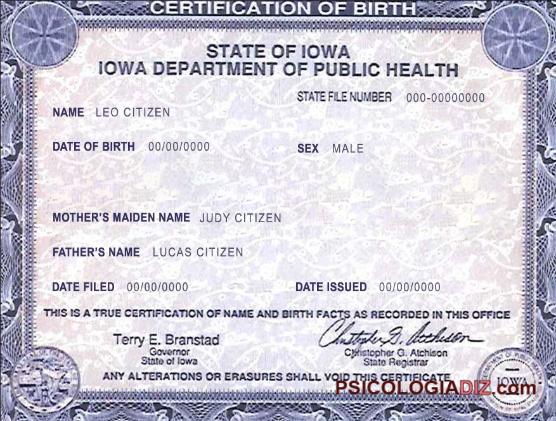 CERTIFICATION OF BIRTH
STATE OF IOWA
IOWA DEPARTMENT OF PUBLIC HEALTH
STATE FILE NUMBER 000-00000000
NAME LEO CITIZEN
DATE OF BIRTH 00/00/0000 SEX MALE
MOTHER'S MAIDEN NAME JUDY CITIZEN
FATHER'S NAME LUCAS CITIZEN
DATE FILED 00/00/0000 DATE ISSUED 00/00/0000
THIS IS A TRUE CERTIFICATION OF NAME AND BIRTH FACTS AS RECORDED IN THIS OFFICE
Christopher G. Atchison
Terry E. Branstad Christopher G. Atchison
Governor State Registrar
State of Iowa
ANY ALTERATIONS OR ERASURES SHALL VOID THIS CERTIFICATE
PSICOLOGIADIZ.com
IOWA